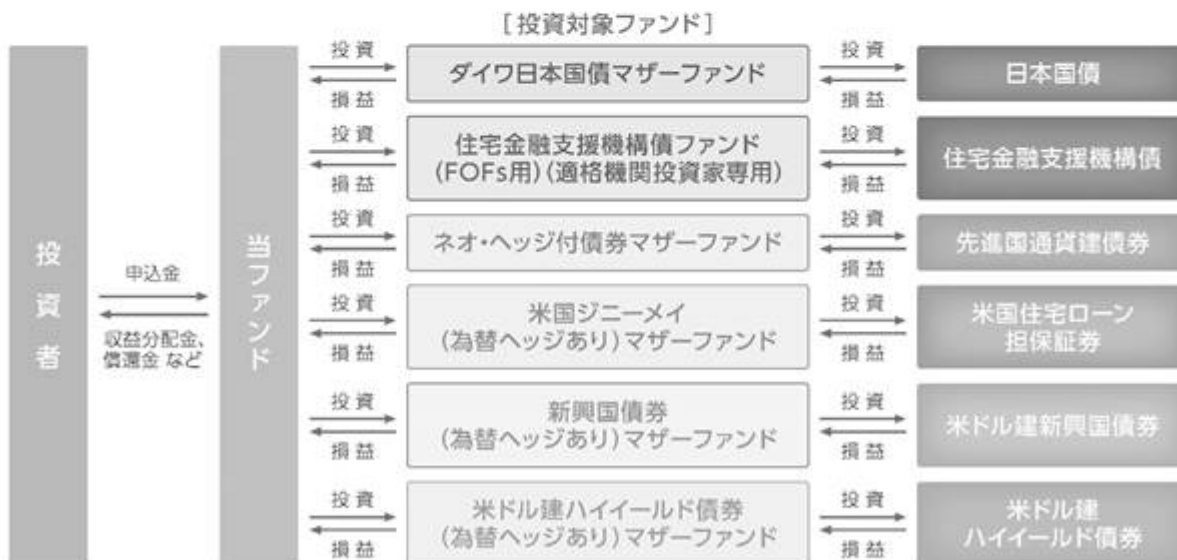 [投資対象ファンド]
投資者
申込金
収益分配金、
償還金 など
当ファンド
投資
損益
ダイワ日本国債マザーファンド
投資
損益
日本国債
投資
損益
住宅金融支援機構債ファンド
(FOFs用)(適格機関投資家専用)
投資
損益
住宅金融支援機構債
投資
損益
ネオ・ヘッジ付債券マザーファンド
投資
損益
先進国通貨建債券
投資
損益
米国ジニーメイ
(為替ヘッジあり)マザーファンド
投資
損益
米国住宅ローン
担保証券
投資
損益
新興国債券
(為替ヘッジあり)マザーファンド
投資
損益
米ドル建新興国債券
投資
損益
米ドル建ハイイールド債券
(為替ヘッジあり)マザーファンド
投資
損益
米ドル建
ハイイールド債券